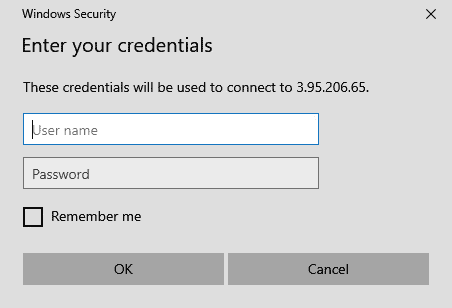 Windows Security
Enter your credentials
These credentials will be used to connect to 3.95.206.65.
User name
Password
Remember me
OK
Cancel